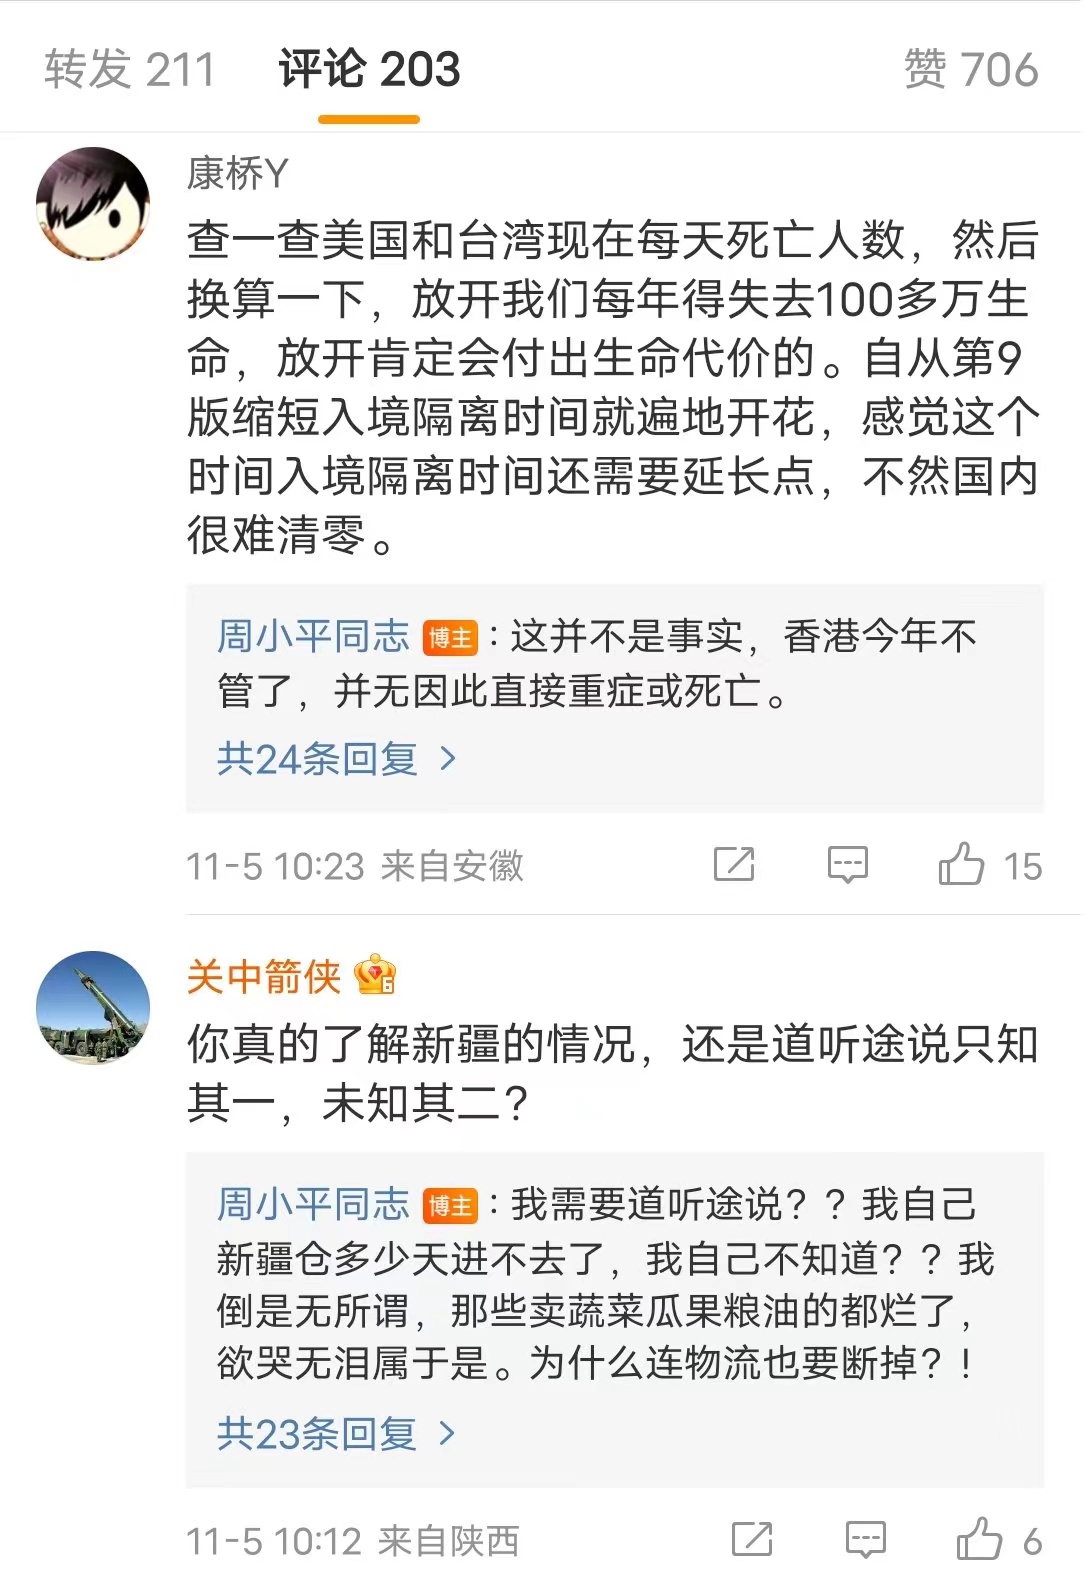 转发 211 评论 203 赞 706
康桥Y
查一查美国和台湾现在每天死亡人数，然后
换算一下，放开我们每年得失去100多万生
命，放开肯定会付出生命代价的。自从第9
版缩短入境隔离时间就遍地开花，感觉这个
时间入境隔离时间还需要延长点，不然国内
很难清零。
周小平同志 博主：这并不是事实，香港今年不
管了，并无因此直接重症或死亡。
共24条回复 >
11-5 10:23 来自安徽 15
关中箭侠 6
你真的了解新疆的情况，还是道听途说只知
其一，未知其二？
周小平同志 博主：我需要道听途说？？我自己
新疆仓多少天进不去了，我自己不知道？？我
倒是无所谓，那些卖蔬菜瓜果粮油的都烂了，
欲哭无泪属于是。为什么连物流也要断掉？！
共23条回复 >
11-5 10:12 来自陕西 6